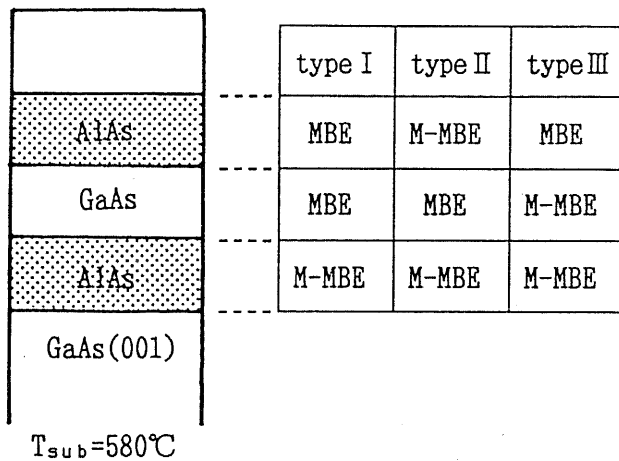 type Ⅰ type Ⅱ type Ⅲ
AlAs MBE M-MBE MBE
GaAs MBE MBE M-MBE
AlAs M-MBE M-MBE M-MBE
GaAs(001)
Tsub=580℃